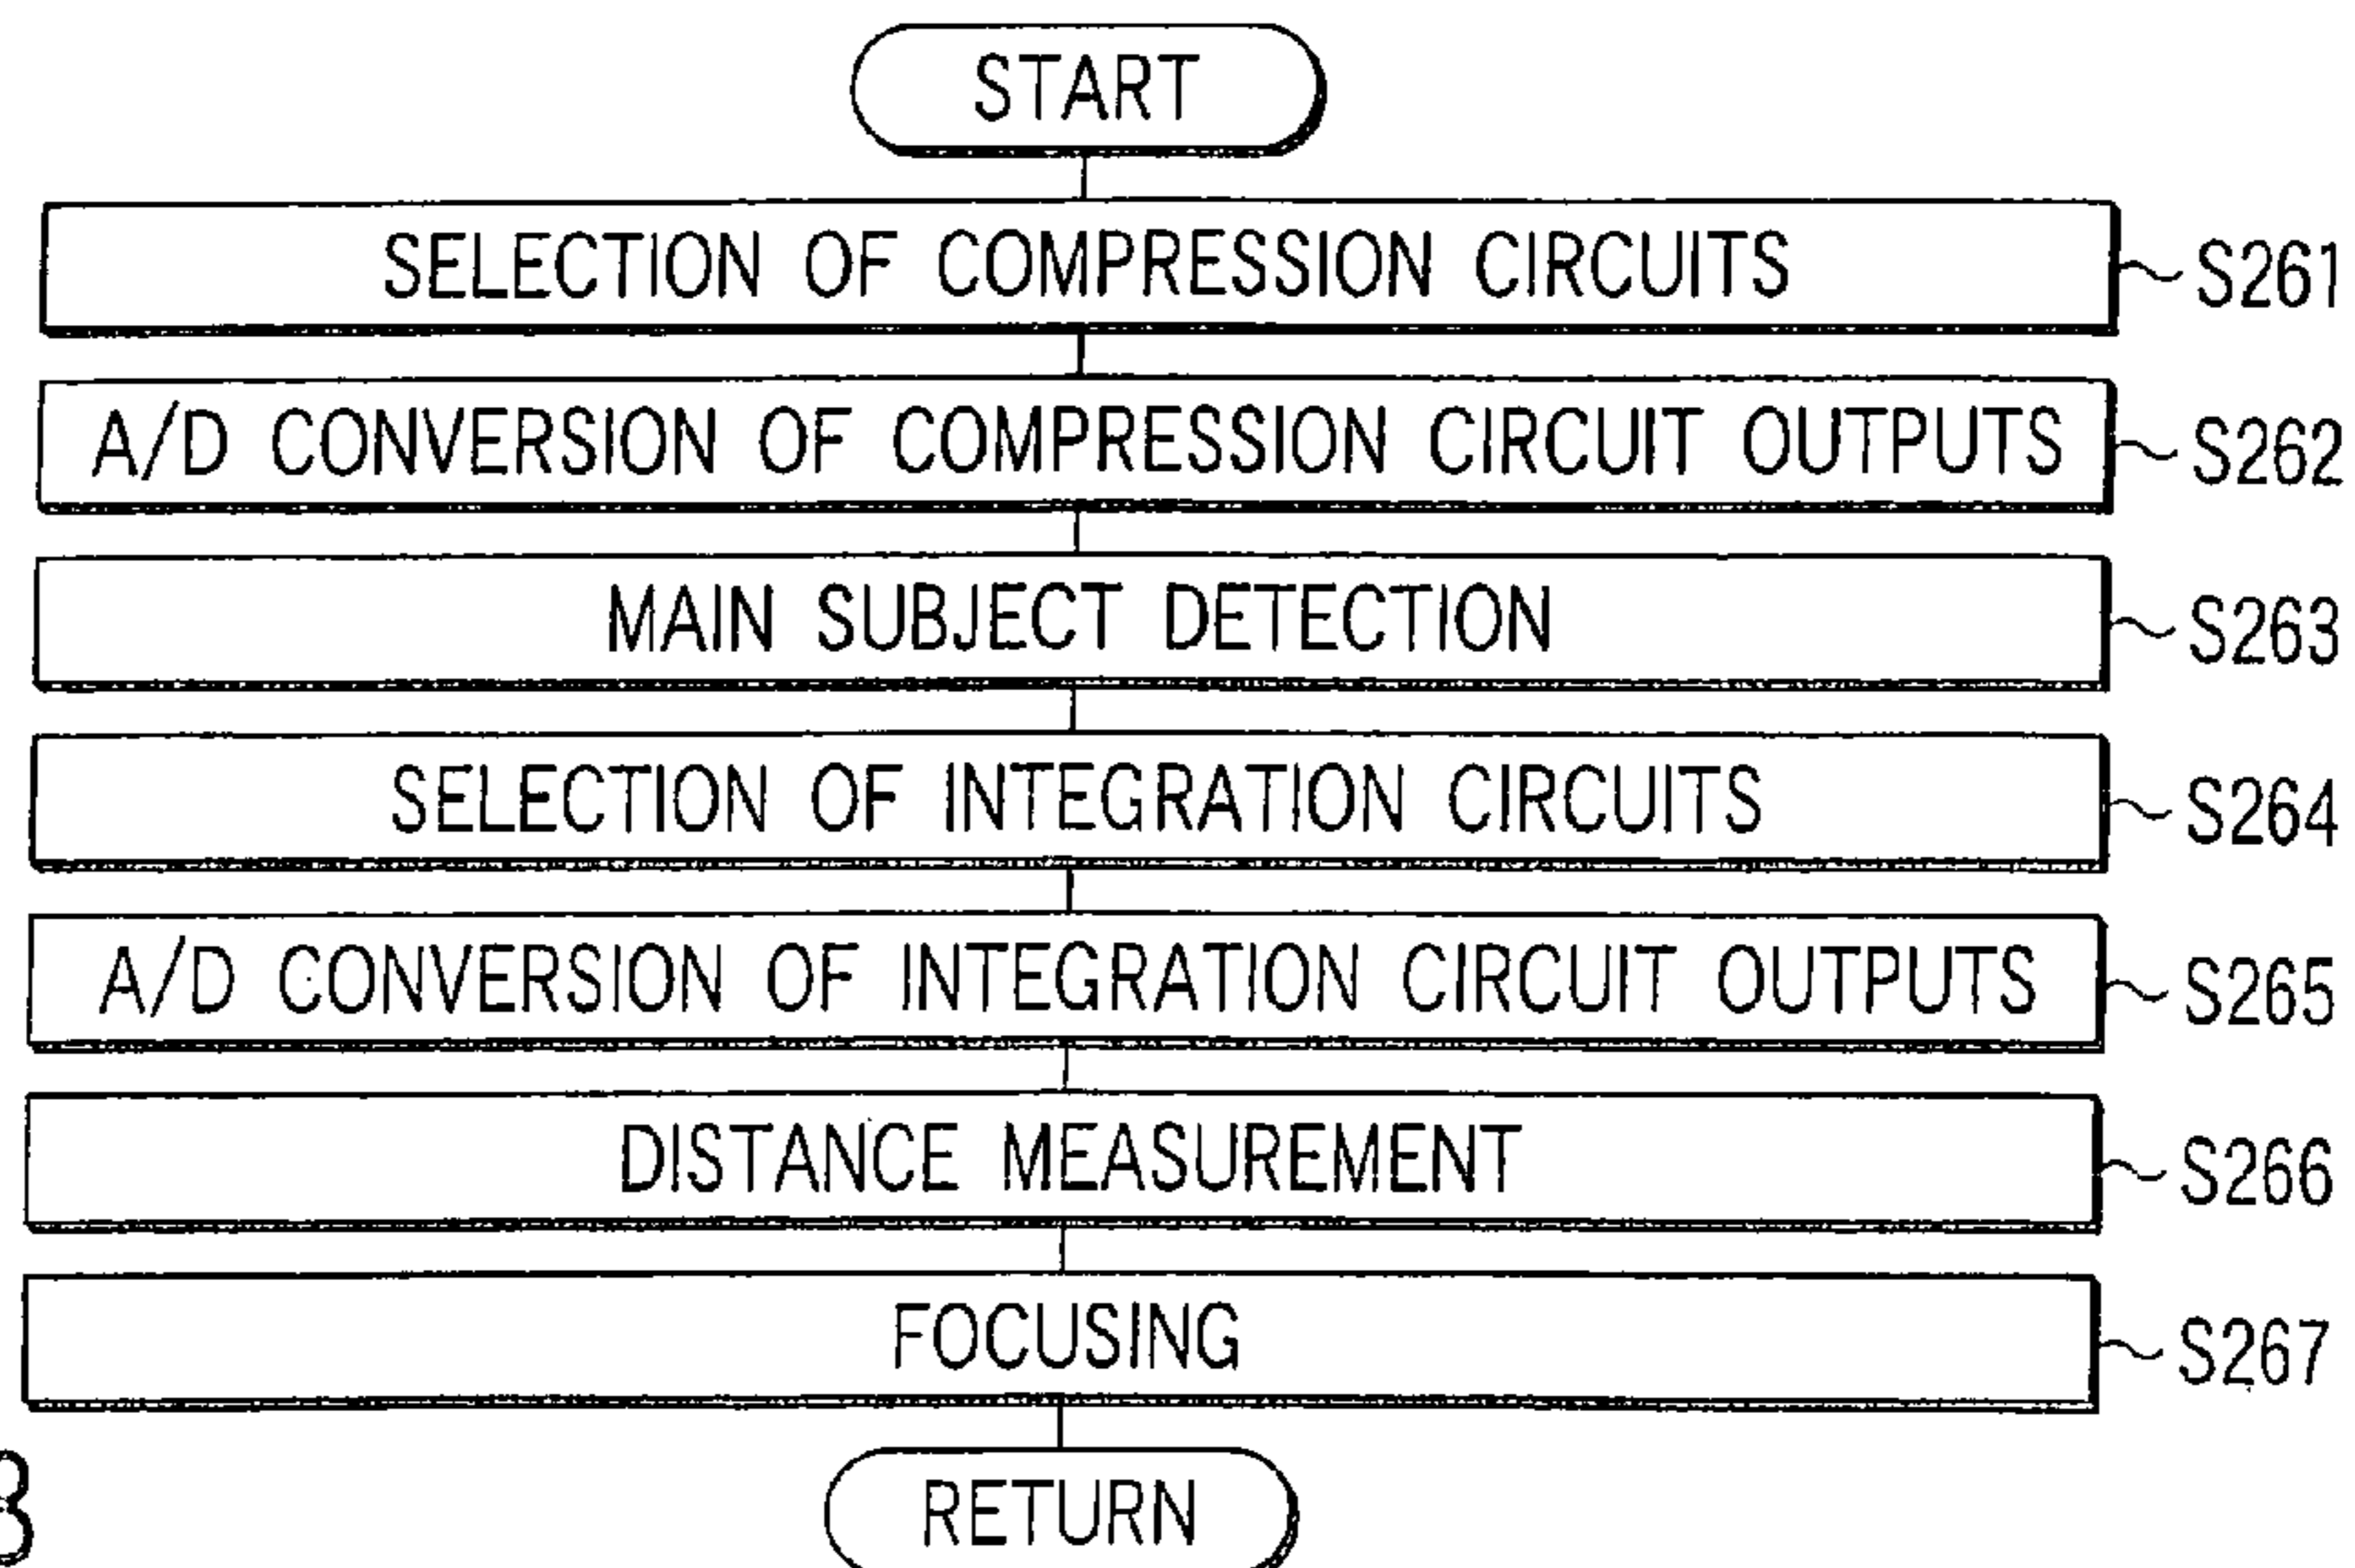 START
SELECTION OF COMPRESSION CIRCUITS S261
A/D CONVERSION OF COMPRESSION CIRCUIT OUTPUTS S262
MAIN SUBJECT DETECTION S263
SELECTION OF INTEGRATION CIRCUITS S264
A/D CONVERSION OF INTEGRATION CIRCUIT OUTPUTS S265
DISTANCE MEASUREMENT S266
FOCUSING S267
RETURN